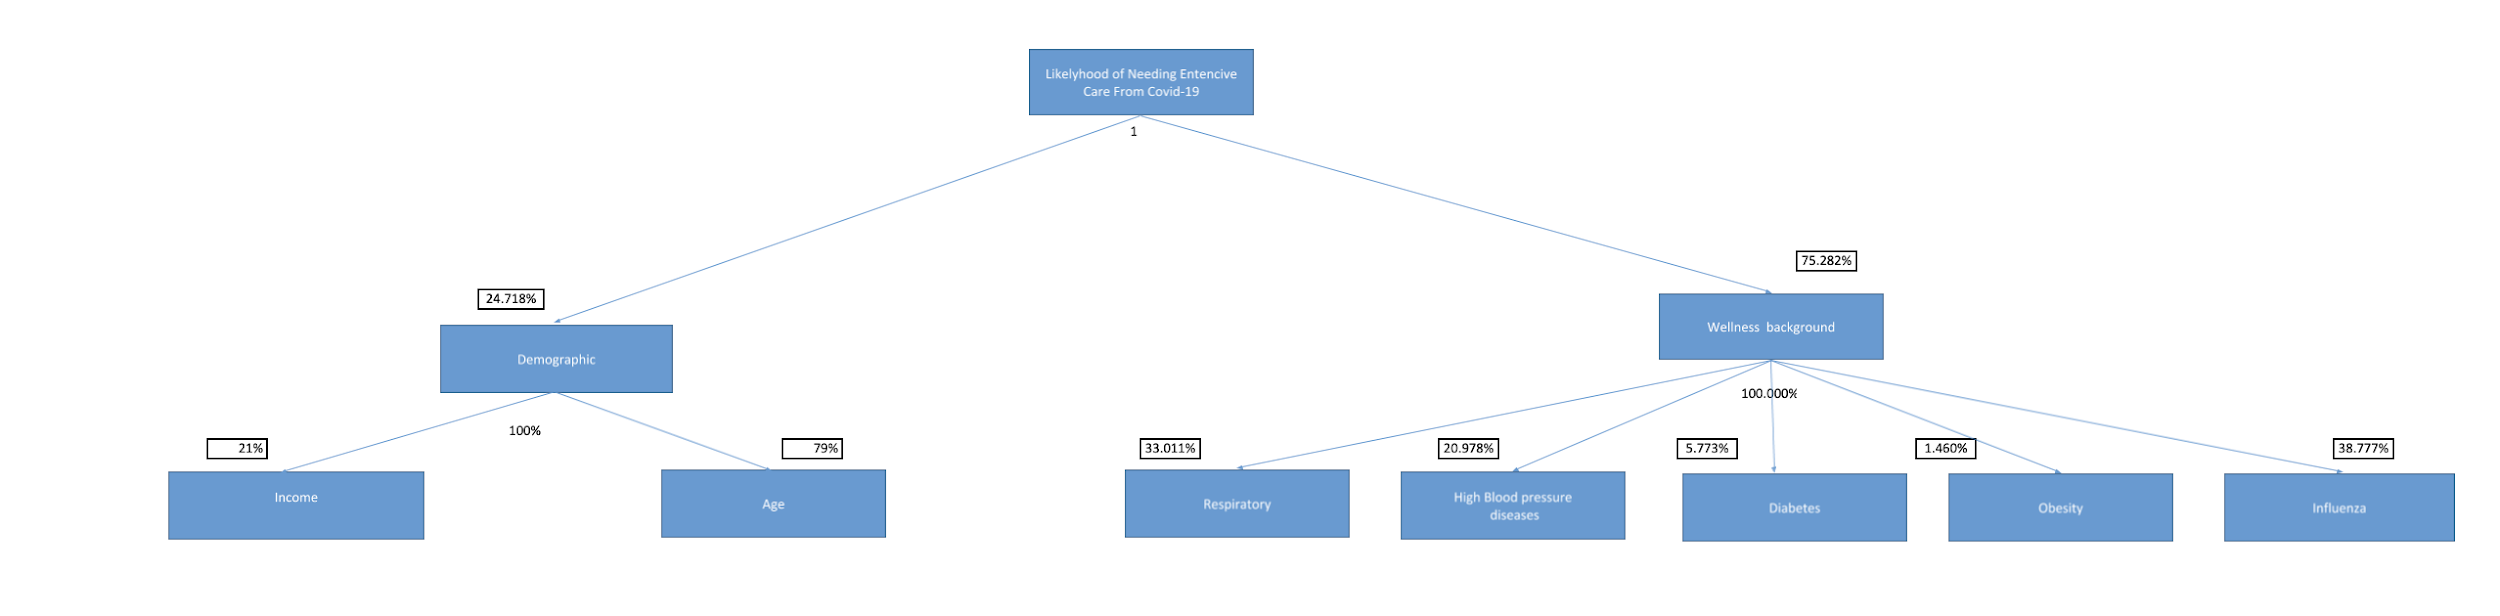 Likelyhood of Needing Entencive
Care From Covid-19
1
75.282%
24.718%
Wellness background
Demographic
100.000%
100%
21%
79%
33.011%
20.978%
5.773%
1.460%
38.777%
Income
Age
Respiratory
High Blood pressure
diseases
Diabetes
Obesity
Influenza